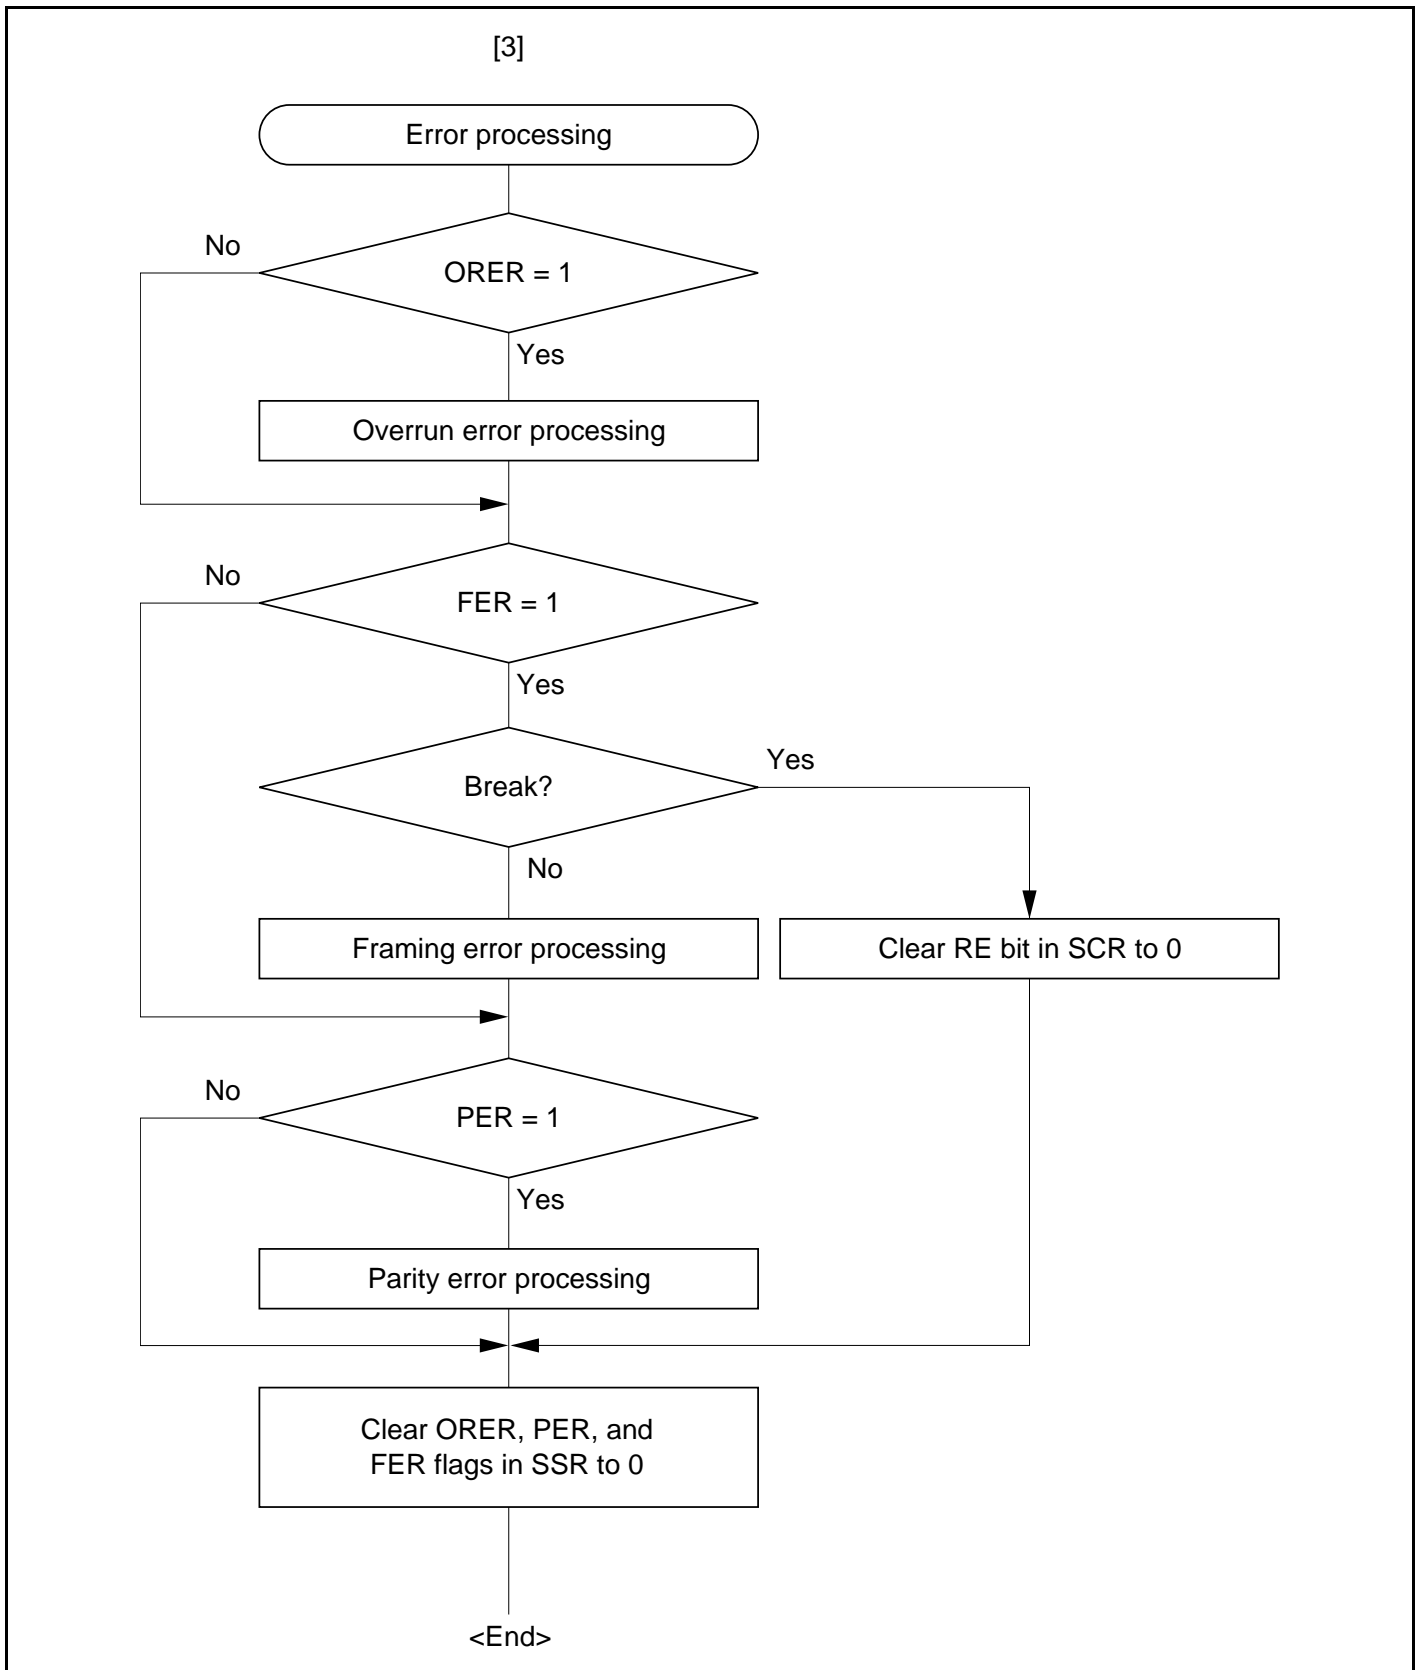 [3]
Error processing
No
ORER = 1
Yes
Overrun error processing
No
FER = 1
Yes
Break?
Yes
No
Framing error processing
Clear RE bit in SCR to 0
No
PER = 1
Yes
Parity error processing
Clear ORER, PER, and
FER flags in SSR to 0
<End>